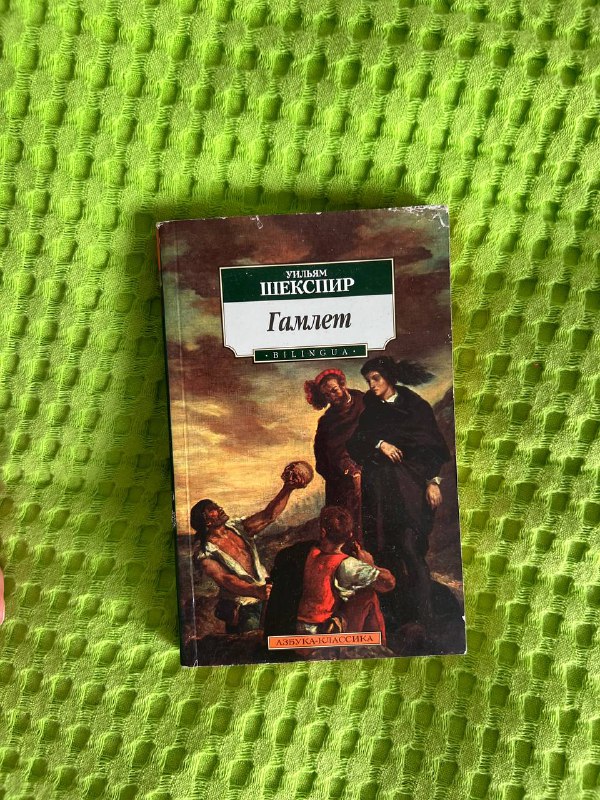 УИЛЬЯМ
ШЕКСПИР
Гамлет
· BILINGUA ·
АЗБУКА-КЛАССИКА